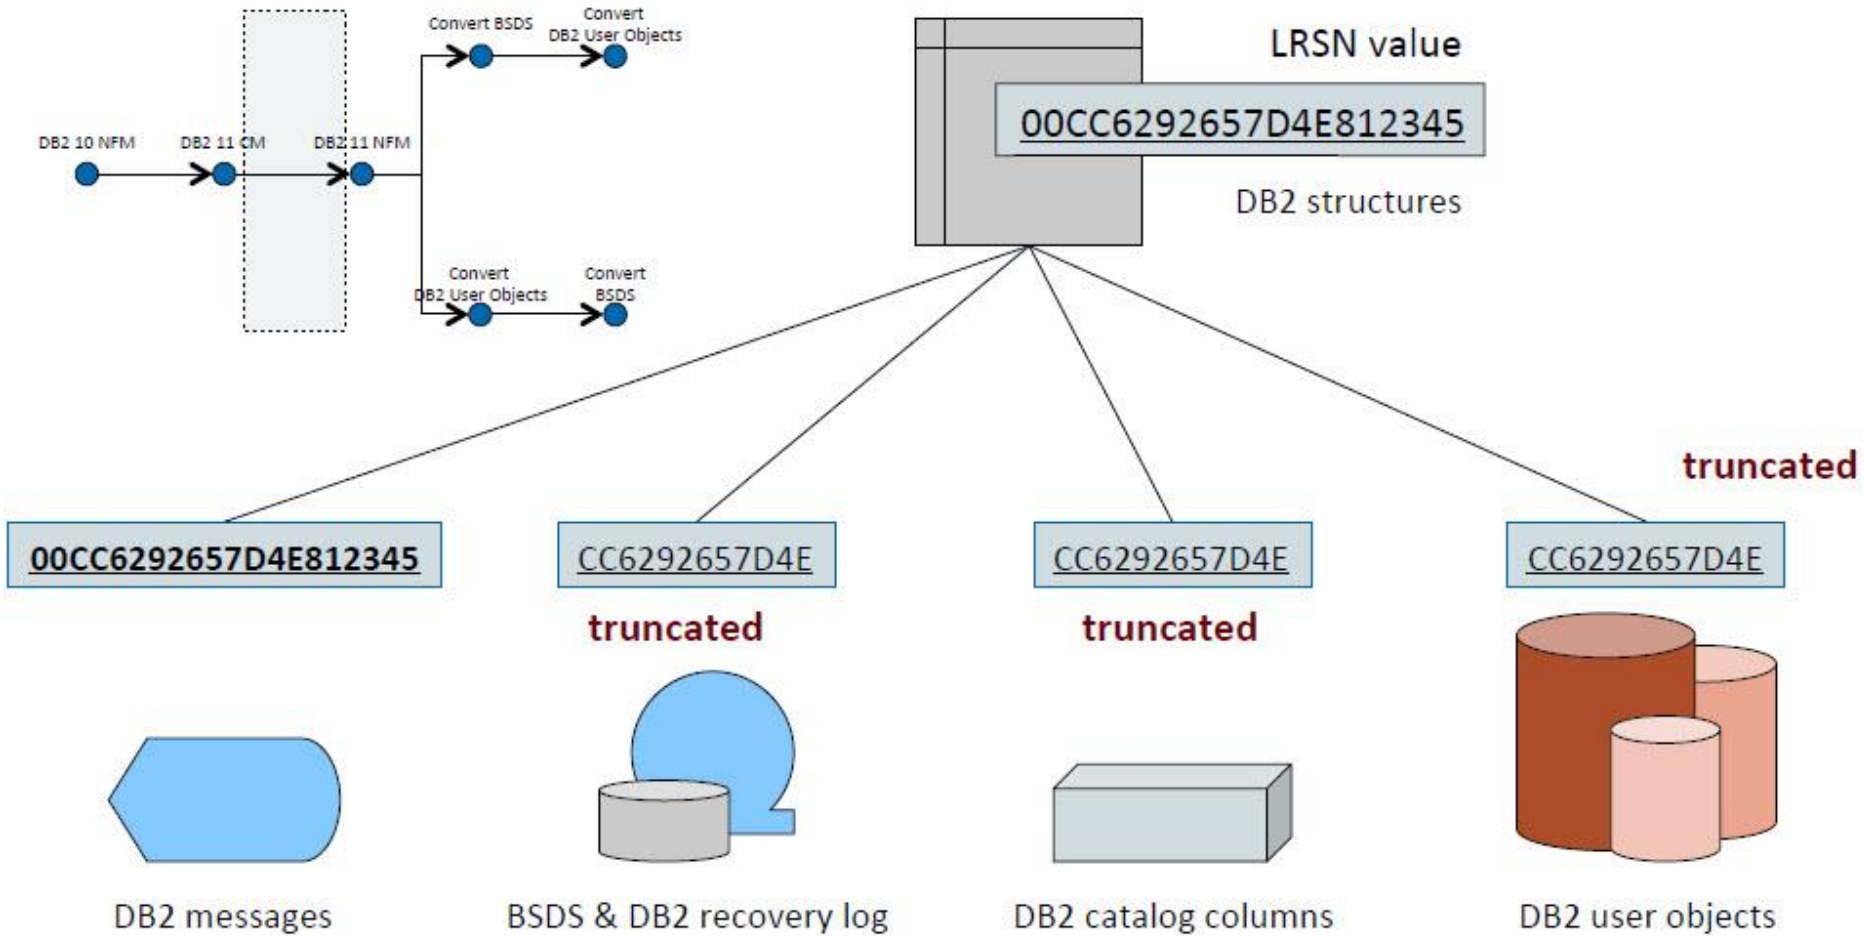 Convert BSDS
Convert
DB2 User Objects
DB2 10 NFM
DB2 11 CM
DB2 11 NFM
Convert
DB2 User Objects
Convert
BSDS
LRSN value
00CC6292657D4E812345
DB2 structures
truncated
00CC6292657D4E812345
CC6292657D4E
CC6292657D4E
CC6292657D4E
truncated
truncated
DB2 messages
BSDS & DB2 recovery log
DB2 catalog columns
DB2 user objects